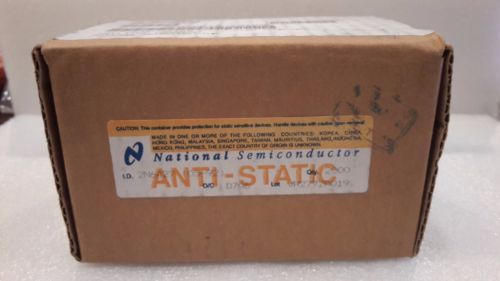 CAUTION: This container provides protection for static sensitive devices. Handle devices with caution upon removal
MADE IN ONE OR MORE OF THE FOLLOWING COUNTRIES: KOREA, CHINA,
HONG KONG, MALAYSIA, SINGAPORE, TAIWAN, MAURITIUS, THAILAND, INDONESIA,
MEXICO, PHILIPPINES, THE EXACT COUNTRY OF ORIGIN IS UNKNOWN.
National Semiconductor
I.D. Qty.
ANTI-STATIC
D/C Lot